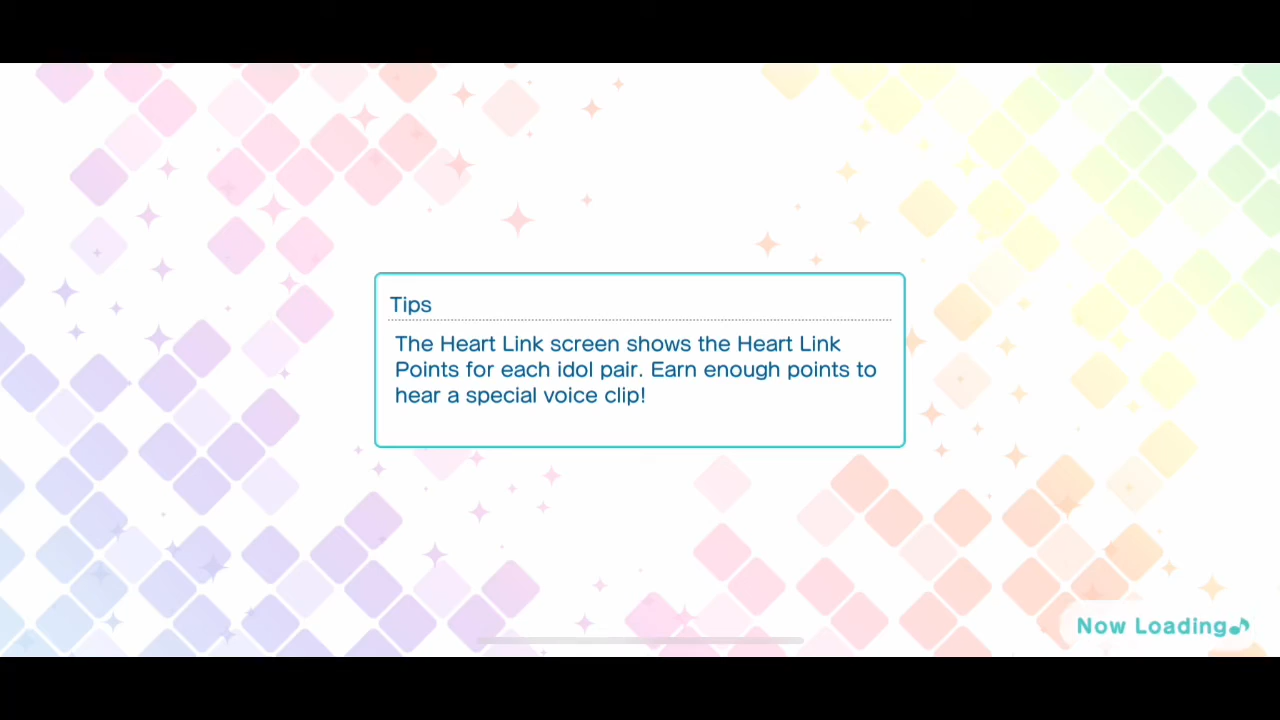 Tips
The Heart Link screen shows the Heart Link
Points for each idol pair. Earn enough points to
hear a special voice clip!
Now Loading♪